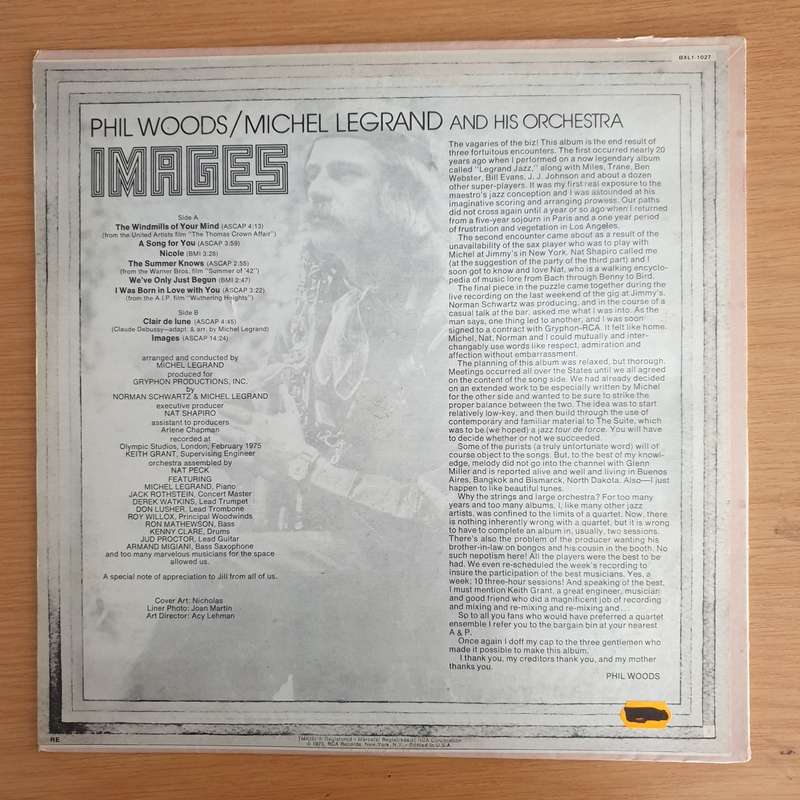 BXL1-1027
PHIL WOODS/MICHEL LEGRAND AND HIS ORCHESTRA
IMAGES
Side A
The Windmills of Your Mind (ASCAP 4:13)
(from the United Artists film "The Thomas Crown Affair")
A Song for You (ASCAP 3:59)
Nicole (BMI 3:28)
The Summer Knows (ASCAP 2:55)
(from the Warner Bros. film "Summer of '42")
We've Only Just Begun (BMI 2:47)
I Was Born in Love with You (ASCAP 3:22)
(from the A.I.P. film "Wuthering Heights")
Side B
Clair de lune (ASCAP 4:45)
(Claude Debussy—adapt. & arr. by Michel Legrand)
Images (ASCAP 14:24)
arranged and conducted by
MICHEL LEGRAND
produced for
GRYPHON PRODUCTIONS, INC.
by
NORMAN SCHWARTZ & MICHEL LEGRAND
executive producer
NAT SHAPIRO
assistant to producers
Arlene Chapman
recorded at
Olympic Studios, London, February 1975
KEITH GRANT, Supervising Engineer
orchestra assembled by
NAT PECK
FEATURING
MICHEL LEGRAND, Piano
JACK ROTHSTEIN, Concert Master
DEREK WATKINS, Lead Trumpet
DON LUSHER, Lead Trombone
ROY WILLOX, Principal Woodwinds
RON MATHEWSON, Bass
KENNY CLARE, Drums
JUD PROCTOR, Lead Guitar
ARMAND MIGIANI, Bass Saxophone
and too many marvelous musicians for the space
allowed us.
A special note of appreciation to Jill from all of us.
Cover Art: Nicholas
Liner Photo: Joan Martin
Art Director: Acy Lehman
The vagaries of the biz! This album is the end result of
three fortuitous encounters. The first occurred nearly 20
years ago when I performed on a now legendary album
called "Legrand Jazz," along with Miles, Trane, Ben
Webster, Bill Evans, J. J. Johnson and about a dozen
other super-players. It was my first real exposure to the
maestro's jazz conception and I was astounded at his
imaginative scoring and arranging prowess. Our paths
did not cross again until a year or so ago when I returned
from a five-year sojourn in Paris and a one year period
of frustration and vegetation in Los Angeles.
The second encounter came about as a result of the
unavailability of the sax player who was to play with
Michel at Jimmy's in New York. Nat Shapiro called me
(at the suggestion of the party of the third part) and I
soon got to know and love Nat, who is a walking encyclo-
pedia of music lore from Bach through Benny to Bird.
The final piece in the puzzle came together during the
live recording on the last weekend of the gig at Jimmy's.
Norman Schwartz was producing, and in the course of a
casual talk at the bar, asked me what I was into. As the
man says, one thing led to another, and I was soon
signed to a contract with Gryphon-RCA. It felt like home.
Michel, Nat, Norman and I could mutually and inter-
changably use words like respect, admiration and
affection without embarrassment.
The planning of this album was relaxed, but thorough.
Meetings occurred all over the States until we all agreed
on the content of the song side. We had already decided
on an extended work to be especially written by Michel
for the other side and wanted to be sure to strike the
proper balance between the two. The idea was to start
relatively low-key, and then build through the use of
contemporary and familiar material to The Suite, which
was to be (we hoped) a jazz tour de force. You will have
to decide whether or not we succeeded.
Some of the purists (a truly unfortunate word) will of
course object to the songs. But, to the best of my knowl-
edge, melody did not go into the channel with Glenn
Miller and is reported alive and well and living in Buenos
Aires, Bangkok and Bismarck, North Dakota. Also—I just
happen to like beautiful tunes.
Why the strings and large orchestra? For too many
years and too many albums, I, like many other jazz
artists, was confined to the limits of a quartet. Now, there
is nothing inherently wrong with a quartet, but it is wrong
to have to complete an album in, usually, two sessions.
There's also the problem of the producer wanting his
brother-in-law on bongos and his cousin in the booth. No
such nepotism here! All the players were the best to be
had. We even re-scheduled the week's recording to
insure the participation of the best musicians. Yes, a
week; 10 three-hour sessions! And speaking of the best,
I must mention Keith Grant, a great engineer, musician
and good friend who did a magnificent job of recording
and mixing and re-mixing and re-mixing and...
So to all you fans who would have preferred a quartet
ensemble I refer you to the bargain bin at your nearest
A & P.
Once again I doff my cap to the three gentlemen who
made it possible to make this album.
I thank you, my creditors thank you, and my mother
thanks you.
PHIL WOODS
RE
TMK(s) ® Registered • Marca(s) Registrada(s) RCA Corporation
© 1975, RCA Records, New York, N.Y. • Printed in U.S.A.